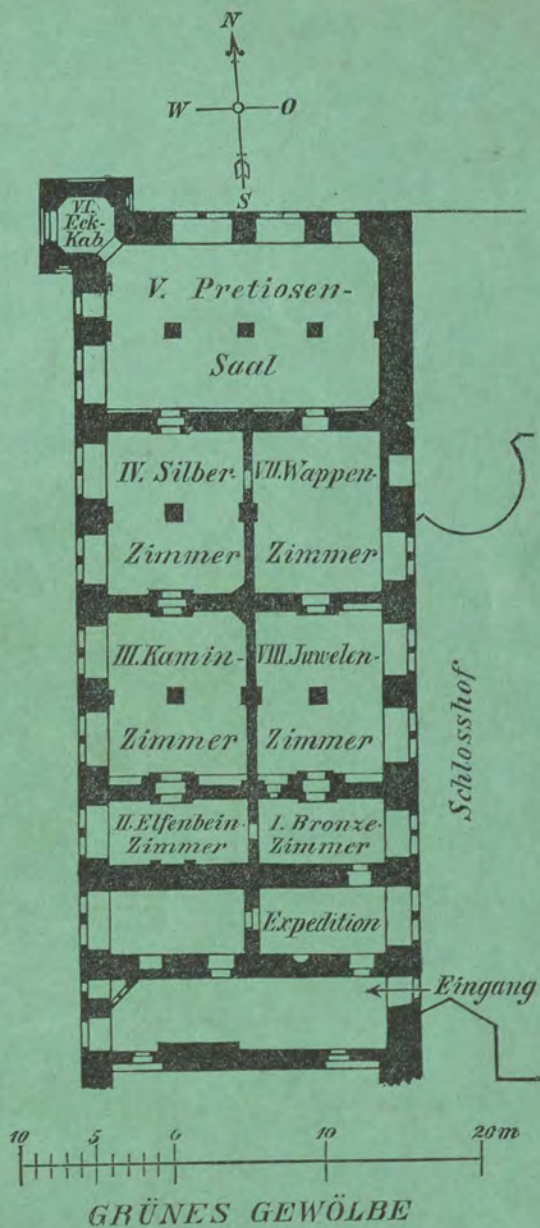 N
W O
S
VI.
Eck-
Kab.
V. Pretiosen-
Saal
IV. Silber-
Zimmer
VII. Wappen-
Zimmer
III. Kamin-
Zimmer
VIII. Juwelen-
Zimmer
II. Elfenbein-
Zimmer
I. Bronze-
Zimmer
Schlosshof
Expedition
Eingang
10 5 0 10 20 m
GRÜNES GEWÖLBE